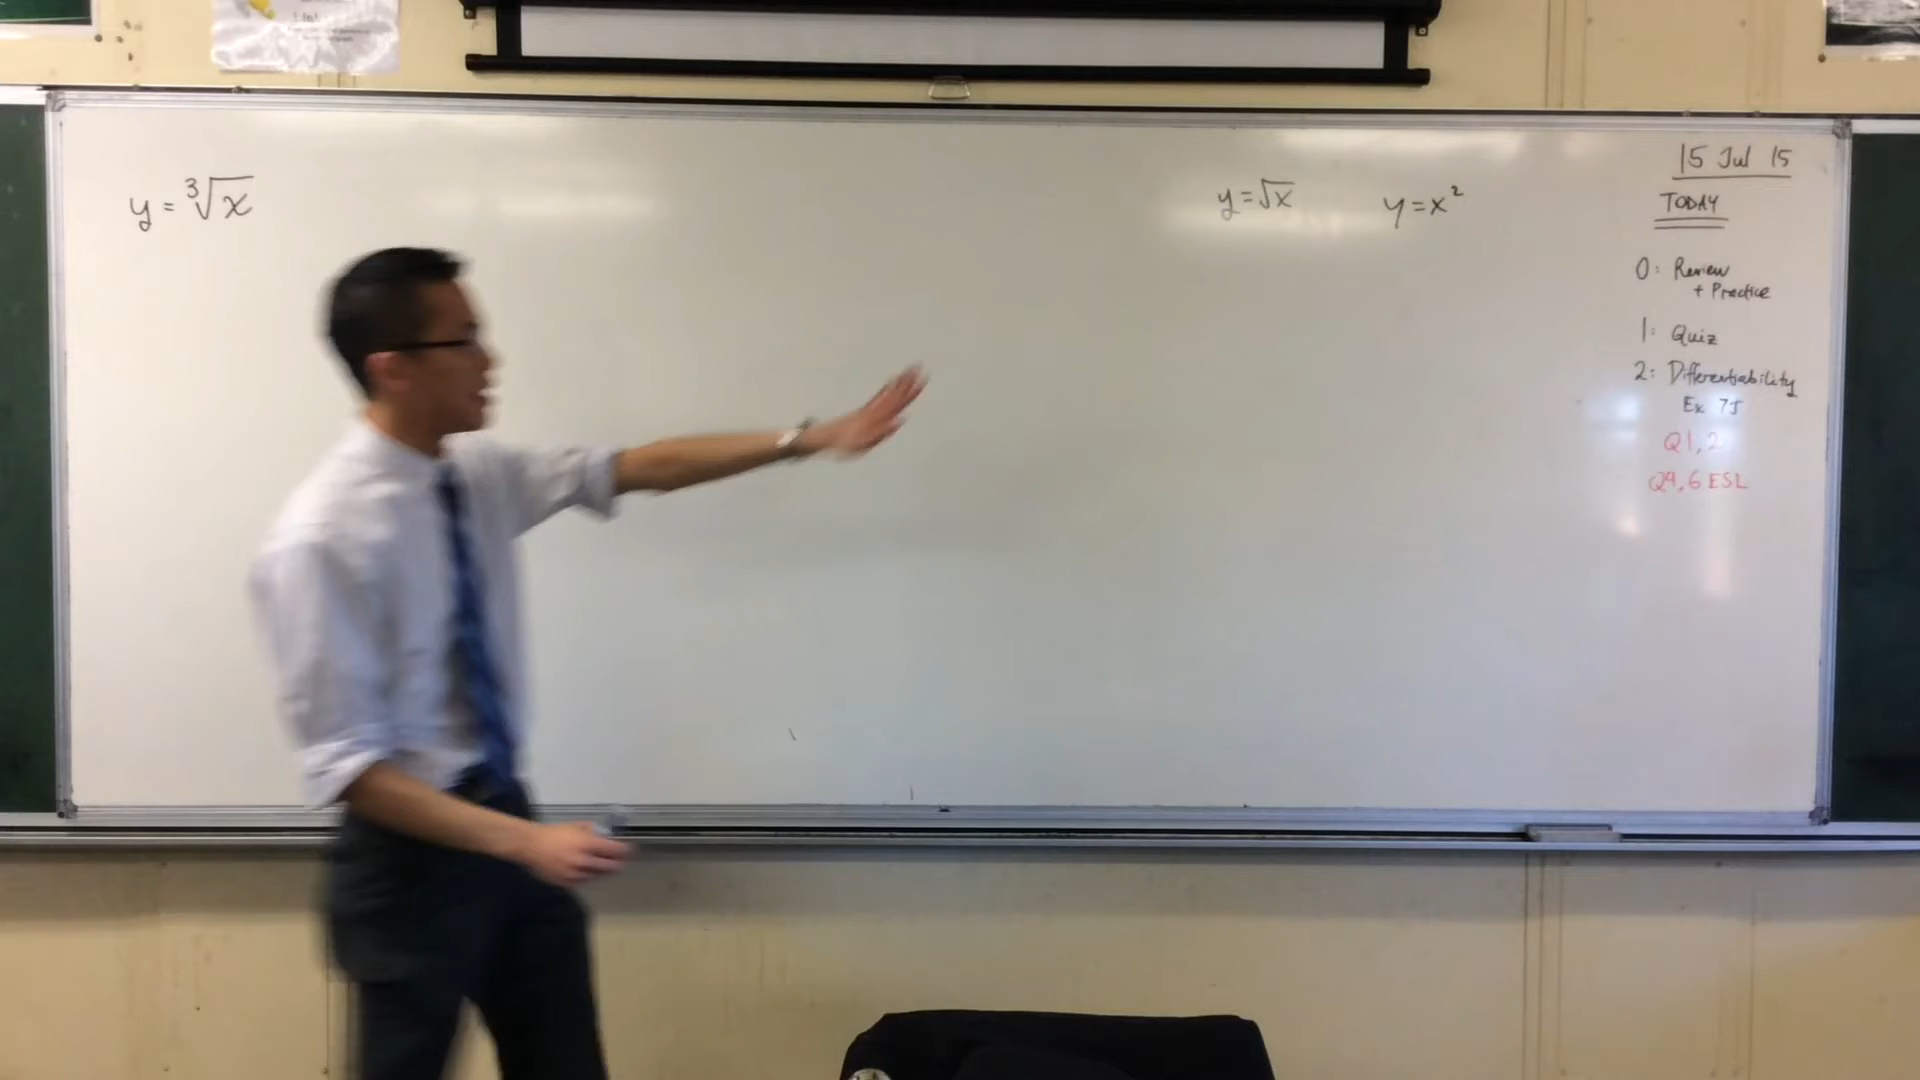 y = ∛x
y = √x
y = x²
15 Jul 15
TODAY
0: Review
+ Practice
1: Quiz
2: Differentiability
Ex 7J
Q1, 2
Q4, 6 ESL